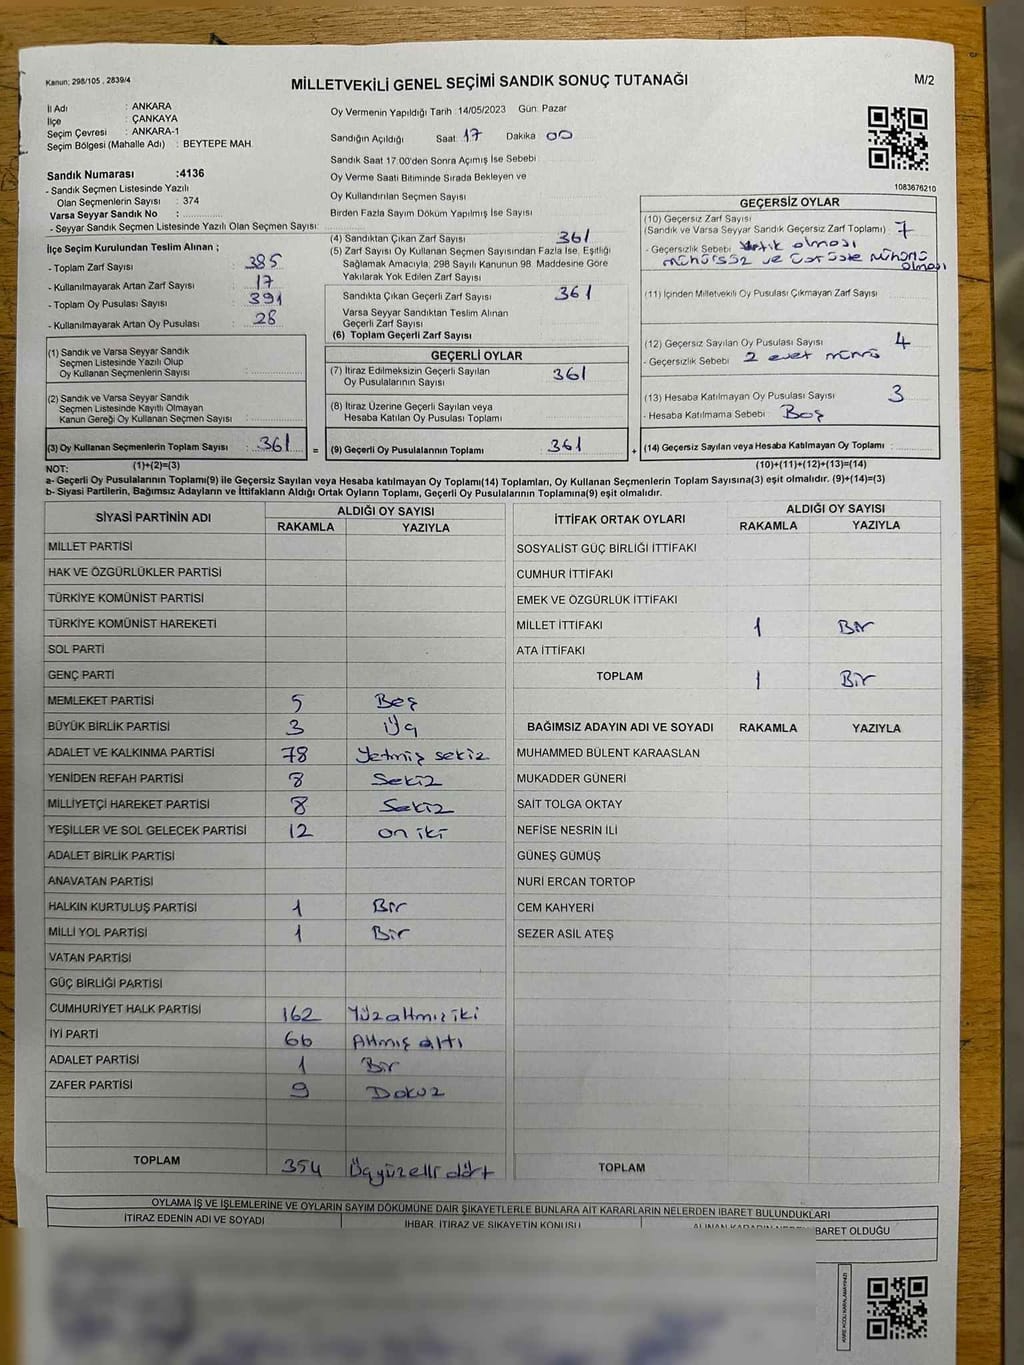 Kanun: 298/105 , 2839/4
MİLLETVEKİLİ GENEL SEÇİMİ SANDIK SONUÇ TUTANAĞI
M/2
İl Adı : ANKARA
İlçe : ÇANKAYA
Seçim Çevresi : ANKARA-1
Seçim Bölgesi (Mahalle Adı) : BEYTEPE MAH.
Oy Vermenin Yapıldığı Tarih : 14/05/2023 Gün: Pazar
Sandığın Açıldığı Saat: 17 Dakika 00
Sandık Saat 17.00'den Sonra Açımış İse Sebebi
Oy Verme Saati Bitiminde Sırada Bekleyen ve
Oy Kullandırılan Seçmen Sayısı
Birden Fazla Sayım Döküm Yapılmış İse Sayısı
Sandık Numarası :4136
- Sandık Seçmen Listesinde Yazılı
Olan Seçmenlerin Sayısı : 374
Varsa Seyyar Sandık No :
- Seyyar Sandık Seçmen Listesinde Yazılı Olan Seçmen Sayısı:
İlçe Seçim Kurulundan Teslim Alınan ;
- Toplam Zarf Sayısı : 385
- Kullanılmayarak Artan Zarf Sayısı : 17
- Toplam Oy Pusulası Sayısı : 391
- Kullanılmayarak Artan Oy Pusulası : 28
(1) Sandık ve Varsa Seyyar Sandık
Seçmen Listesinde Yazılı Olup
Oy Kullanan Seçmenlerin Sayısı :
(2) Sandık ve Varsa Seyyar Sandık
Seçmen Listesinde Kayıtlı Olmayan
Kanun Gereği Oy Kullanan Seçmen Sayısı :
(3) Oy Kullanan Seçmenlerin Toplam Sayısı : 361 =
(1)+(2)=(3)
(4) Sandıktan Çıkan Zarf Sayısı 361
(5) Zarf Sayısı Oy Kullanan Seçmen Sayısından Fazla İse, Eşitliği
Sağlamak Amacıyla, 298 Sayılı Kanunun 98. Maddesine Göre
Yakılarak Yok Edilen Zarf Sayısı
Sandıkta Çıkan Geçerli Zarf Sayısı 361
Varsa Seyyar Sandıktan Teslim Alınan
Geçerli Zarf Sayısı
(6) Toplam Geçerli Zarf Sayısı
GEÇERLİ OYLAR
(7) İtiraz Edilmeksizin Geçerli Sayılan
Oy Pusulalarının Sayısı 361
(8) İtiraz Üzerine Geçerli Sayılan veya
Hesaba Katılan Oy Pusulası Toplamı
(9) Geçerli Oy Pusulalarının Toplamı 361 +
1083676210
GEÇERSİZ OYLAR
(10) Geçersiz Zarf Sayısı
(Sandık ve Varsa Seyyar Sandık Geçersiz Zarf Toplamı) : 7
- Geçersizlik Sebebi Yırtık olması
mühürsüz ve mührü
olması
(11) İçinden Milletvekili Oy Pusulası Çıkmayan Zarf Sayısı
(12) Geçersiz Sayılan Oy Pusulası Sayısı 4
- Geçersizlik Sebebi 2 evet mührü
(13) Hesaba Katılmayan Oy Pusulası Sayısı 3
- Hesaba Katılmama Sebebi Boş
(14) Geçersiz Sayılan veya Hesaba Katılmayan Oy Toplamı :
(10)+(11)+(12)+(13)=(14)
NOT:
a- Geçerli Oy Pusulalarının Toplamı(9) ile Geçersiz Sayılan veya Hesaba katılmayan Oy Toplamı(14) Toplamları, Oy Kullanan Seçmenlerin Toplam Sayısına(3) eşit olmalıdır. (9)+(14)=(3)
b- Siyasi Partilerin, Bağımsız Adayların ve İttifakların Aldığı Ortak Oyların Toplamı, Geçerli Oy Pusulalarının Toplamına(9) eşit olmalıdır.
SİYASİ PARTİNİN ADI ALDIĞI OY SAYISI
RAKAMLA YAZIYLA
MİLLET PARTİSİ
HAK VE ÖZGÜRLÜKLER PARTİSİ
TÜRKİYE KOMÜNİST PARTİSİ
TÜRKİYE KOMÜNİST HAREKETİ
SOL PARTİ
GENÇ PARTİ
MEMLEKET PARTİSİ 5 Beş
BÜYÜK BİRLİK PARTİSİ 3 Üç
ADALET VE KALKINMA PARTİSİ 78 Yetmiş sekiz
YENİDEN REFAH PARTİSİ 8 Sekiz
MİLLİYETÇİ HAREKET PARTİSİ 8 Sekiz
YEŞİLLER VE SOL GELECEK PARTİSİ 12 on iki
ADALET BİRLİK PARTİSİ
ANAVATAN PARTİSİ
HALKIN KURTULUŞ PARTİSİ 1 Bir
MİLLİ YOL PARTİSİ 1 Bir
VATAN PARTİSİ
GÜÇ BİRLİĞİ PARTİSİ
CUMHURİYET HALK PARTİSİ 162 Yüzaltmışiki
İYİ PARTİ 66 Altmış altı
ADALET PARTİSİ 1 Bir
ZAFER PARTİSİ 9 Dokuz
TOPLAM 354 Üçyüzelli dört
İTTİFAK ORTAK OYLARI ALDIĞI OY SAYISI
RAKAMLA YAZIYLA
SOSYALİST GÜÇ BİRLİĞİ İTTİFAKI
CUMHUR İTTİFAKI
EMEK VE ÖZGÜRLÜK İTTİFAKI
MİLLET İTTİFAKI 1 Bir
ATA İTTİFAKI
TOPLAM 1 Bir
BAĞIMSIZ ADAYIN ADI VE SOYADI RAKAMLA YAZIYLA
MUHAMMED BÜLENT KARAASLAN
MUKADDER GÜNERİ
SAİT TOLGA OKTAY
NEFİSE NESRİN İLİ
GÜNEŞ GÜMÜŞ
NURİ ERCAN TORTOP
CEM KAHYERİ
SEZER ASİL ATEŞ
TOPLAM
OYLAMA İŞ VE İŞLEMLERİNE VE OYLARIN SAYIM DÖKÜMÜNE DAİR ŞİKAYETLERLE BUNLARA AİT KARARLARIN NELERDEN İBARET BULUNDUKLARI
İTİRAZ EDENİN ADI VE SOYADI
İHBAR, İTİRAZ VE ŞİKAYETİN KONUSU
ALINAN KARARIN NEDEN İBARET OLDUĞU
KARE KODU KARALAMAYINIZ!